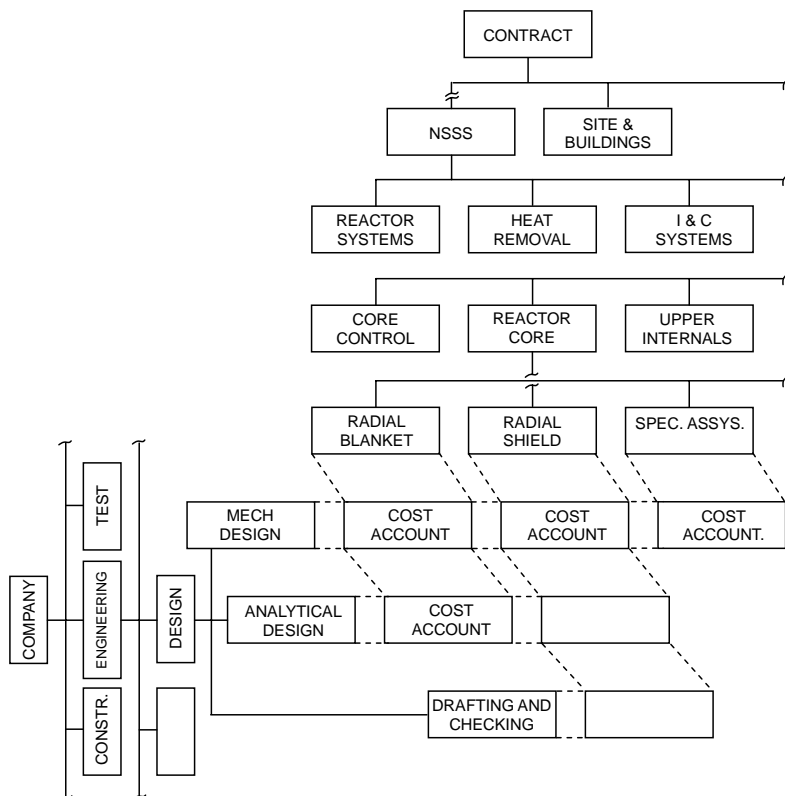 CONTRACT
NSSS
SITE &
BUILDINGS
REACTOR
SYSTEMS
HEAT
REMOVAL
I & C
SYSTEMS
CORE
CONTROL
REACTOR
CORE
UPPER
INTERNALS
RADIAL
BLANKET
RADIAL
SHIELD
SPEC. ASSYS.
TEST
MECH
DESIGN
COST
ACCOUNT
COST
ACCOUNT
COST
ACCOUNT.
COMPANY
ENGINEERING
DESIGN
ANALYTICAL
DESIGN
COST
ACCOUNT
CONSTR.
DRAFTING AND
CHECKING